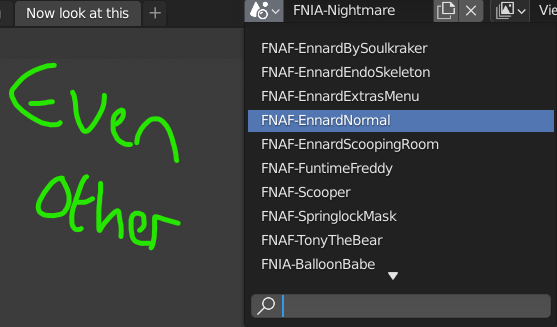 Now look at this
FNIA-Nightmare
Vie
Even
Other
FNAF-EnnardBySoulkraker
FNAF-EnnardEndoSkeleton
FNAF-EnnardExtrasMenu
FNAF-EnnardNormal
FNAF-EnnardScoopingRoom
FNAF-FuntimeFreddy
FNAF-Scooper
FNAF-SpringlockMask
FNAF-TonyTheBear
FNIA-BalloonBabe